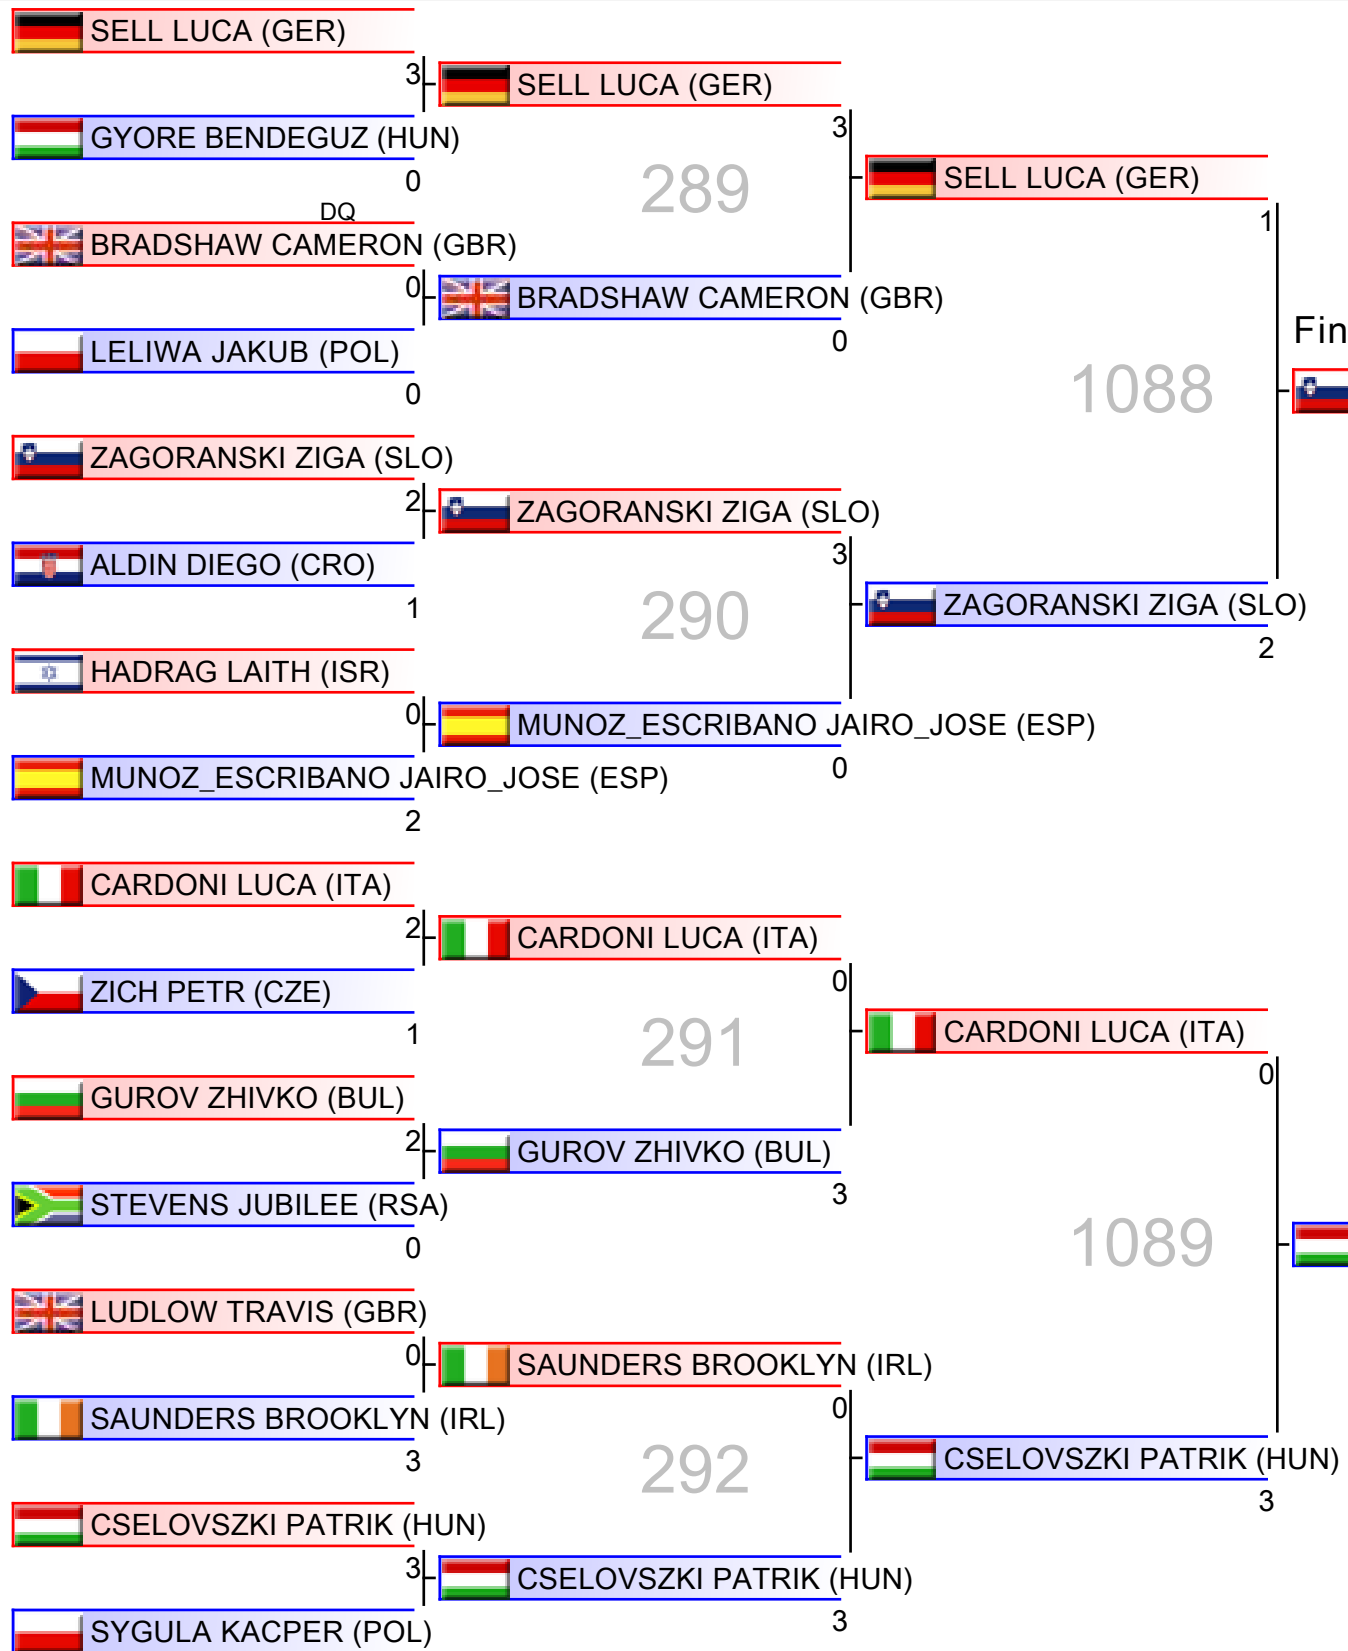 SELL LUCA (GER)
3
SELL LUCA (GER)
3
GYORE BENDEGUZ (HUN)
0
289
SELL LUCA (GER)
1
DQ
BRADSHAW CAMERON (GBR)
0
BRADSHAW CAMERON (GBR)
0
LELIWA JAKUB (POL)
0
1088
Fin
ZAGORANSKI ZIGA (SLO)
2
ZAGORANSKI ZIGA (SLO)
3
ALDIN DIEGO (CRO)
1
290
ZAGORANSKI ZIGA (SLO)
2
HADRAG LAITH (ISR)
0
MUNOZ_ESCRIBANO JAIRO_JOSE (ESP)
0
MUNOZ_ESCRIBANO JAIRO_JOSE (ESP)
2
CARDONI LUCA (ITA)
2
CARDONI LUCA (ITA)
0
ZICH PETR (CZE)
1
291
CARDONI LUCA (ITA)
0
GUROV ZHIVKO (BUL)
2
GUROV ZHIVKO (BUL)
3
STEVENS JUBILEE (RSA)
0
1089
LUDLOW TRAVIS (GBR)
0
SAUNDERS BROOKLYN (IRL)
0
SAUNDERS BROOKLYN (IRL)
3
292
CSELOVSZKI PATRIK (HUN)
3
CSELOVSZKI PATRIK (HUN)
3
CSELOVSZKI PATRIK (HUN)
3
SYGULA KACPER (POL)